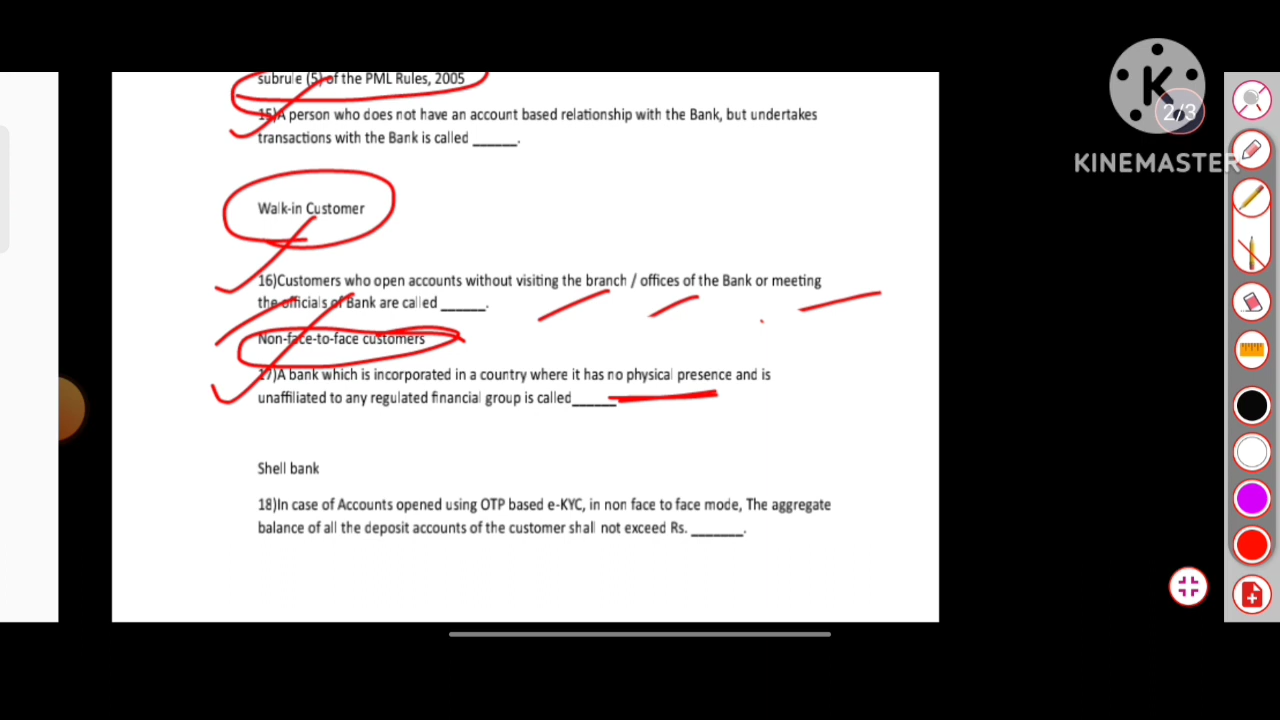 subrule (5) of the PML Rules, 2005
15)A person who does not have an account based relationship with the Bank, but undertakes
transactions with the Bank is called ______.
Walk-in Customer
16)Customers who open accounts without visiting the branch / offices of the Bank or meeting
the officials of Bank are called ______.
Non-face-to-face customers
17)A bank which is incorporated in a country where it has no physical presence and is
unaffiliated to any regulated financial group is called______
Shell bank
18)In case of Accounts opened using OTP based e-KYC, in non face to face mode, The aggregate
balance of all the deposit accounts of the customer shall not exceed Rs. _______.
K
2/3
KINEMASTER